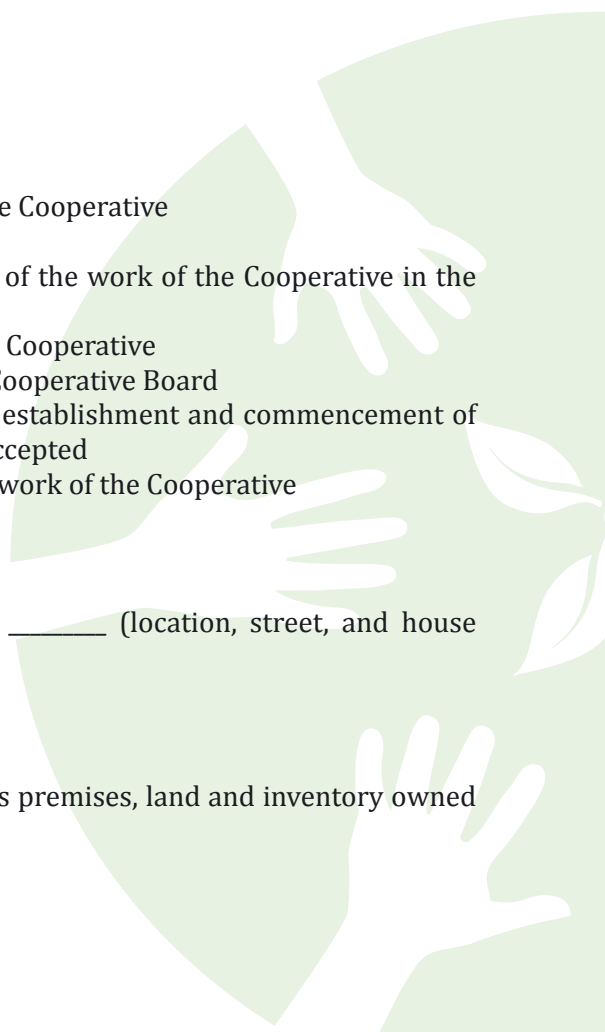 e Cooperative
of the work of the Cooperative in the
Cooperative
Cooperative Board
establishment and commencement of
ccepted
work of the Cooperative
_________ (location, street, and house
s premises, land and inventory owned